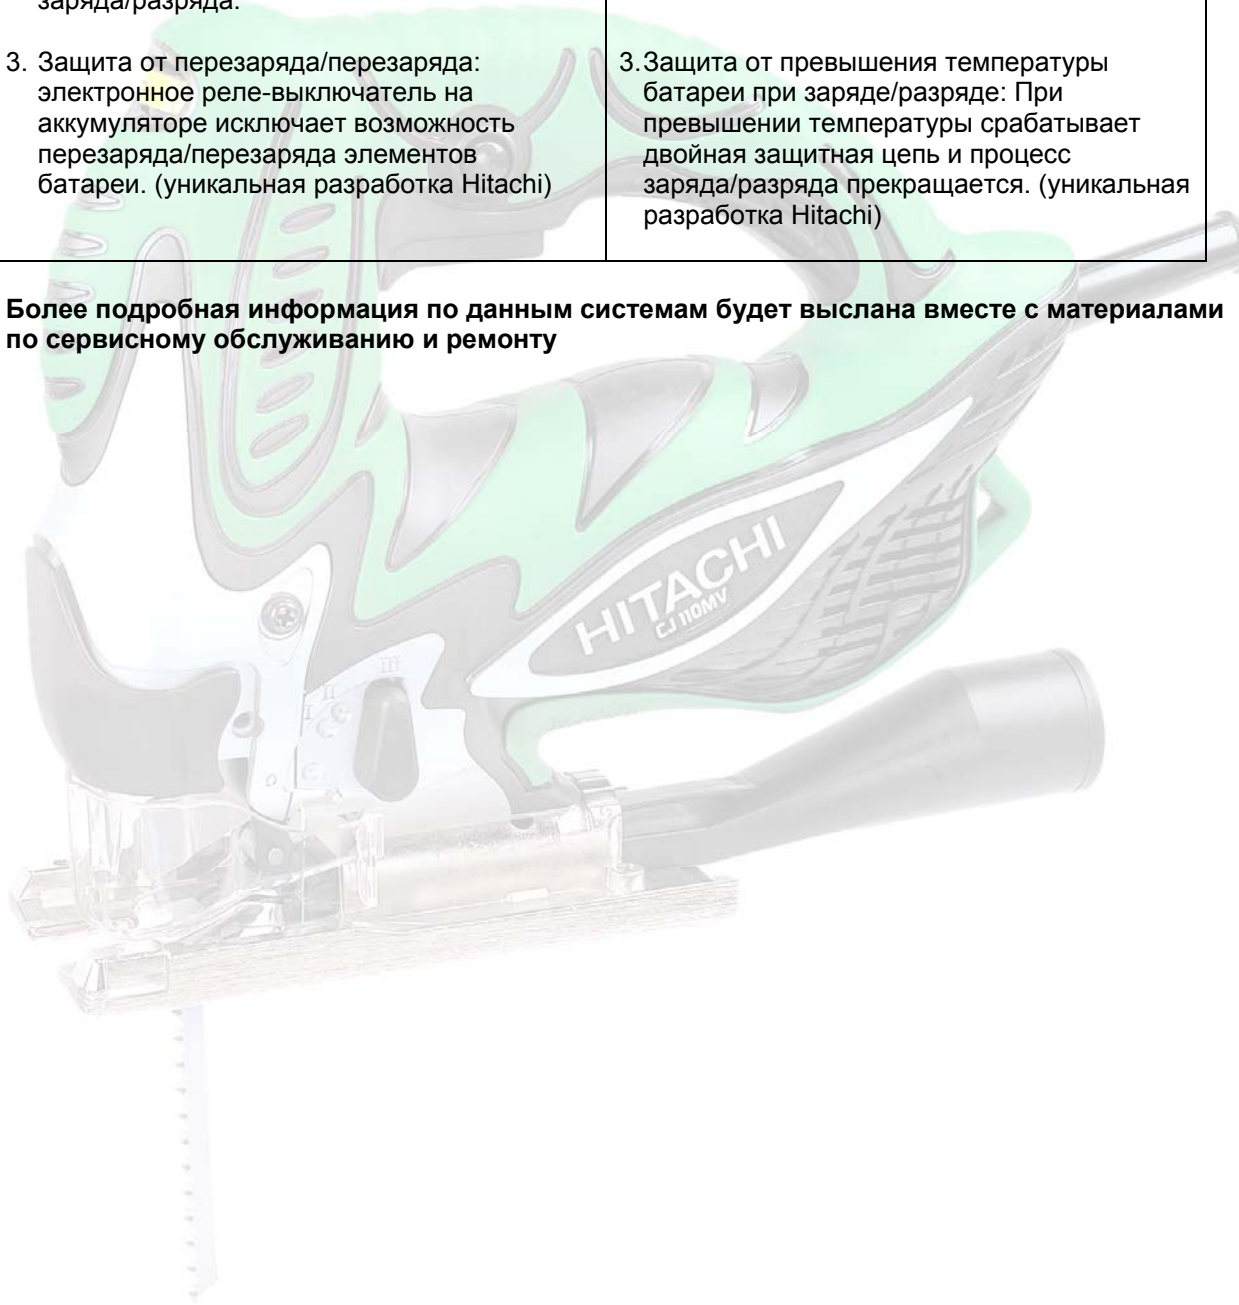 заряда/разряда.
3. Защита от перезаряда/перезаряда:
электронное реле-выключатель на
аккумуляторе исключает возможность
перезаряда/перезаряда элементов
батареи. (уникальная разработка Hitachi)
3.Защита от превышения температуры
батареи при заряде/разряде: При
превышении температуры срабатывает
двойная защитная цепь и процесс
заряда/разряда прекращается. (уникальная
разработка Hitachi)
Более подробная информация по данным системам будет выслана вместе с материалами
по сервисному обслуживанию и ремонту
HITACHI
CJ 110MV
I II III